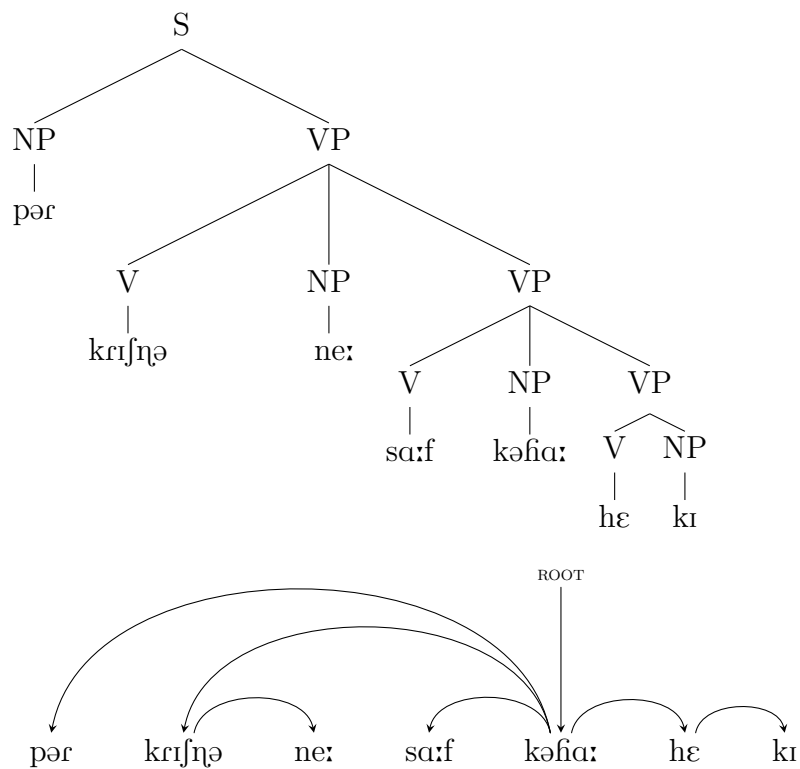 S
NP VP
pəɾ
V NP VP
kɾɪʃɳə neː
V NP VP
sɑːf kəɦɑː V NP
hɛ kɪ
ROOT
pəɾ kɾɪʃɳə neː sɑːf kəɦɑː hɛ kɪ